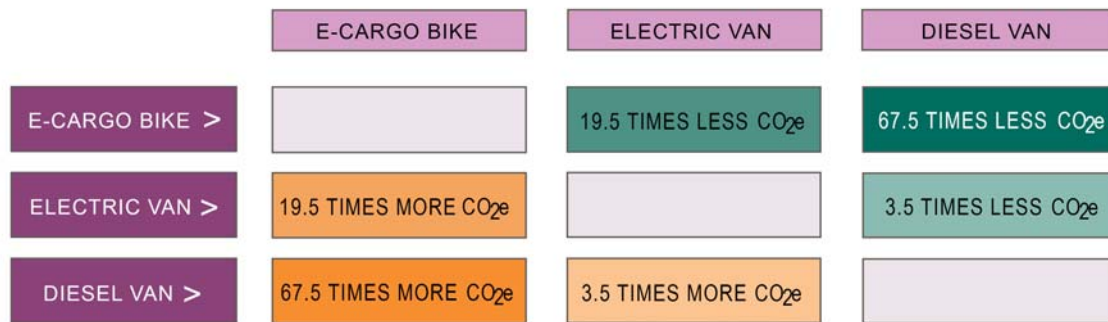 E-CARGO BIKE ELECTRIC VAN DIESEL VAN
E-CARGO BIKE > 19.5 TIMES LESS CO2e 67.5 TIMES LESS CO2e
ELECTRIC VAN > 19.5 TIMES MORE CO2e 3.5 TIMES LESS CO2e
DIESEL VAN > 67.5 TIMES MORE CO2e 3.5 TIMES MORE CO2e